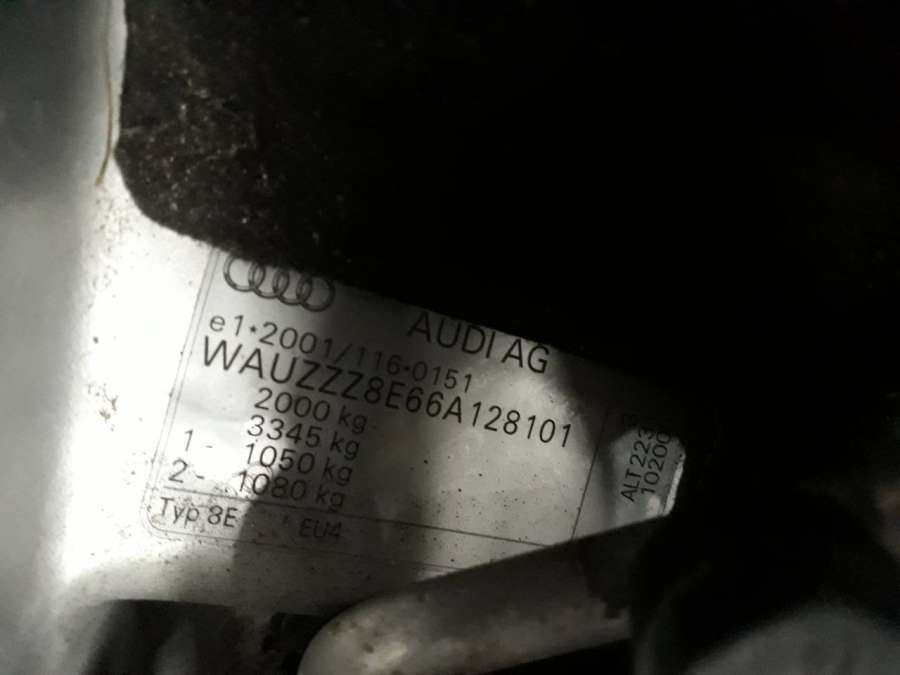 AUDI AG
e1*2001/116*0151
WAUZZZ8E66A128101
2000 kg
3345 kg
1 - 1050 kg
2 - 1080 kg
Typ 8E EU4